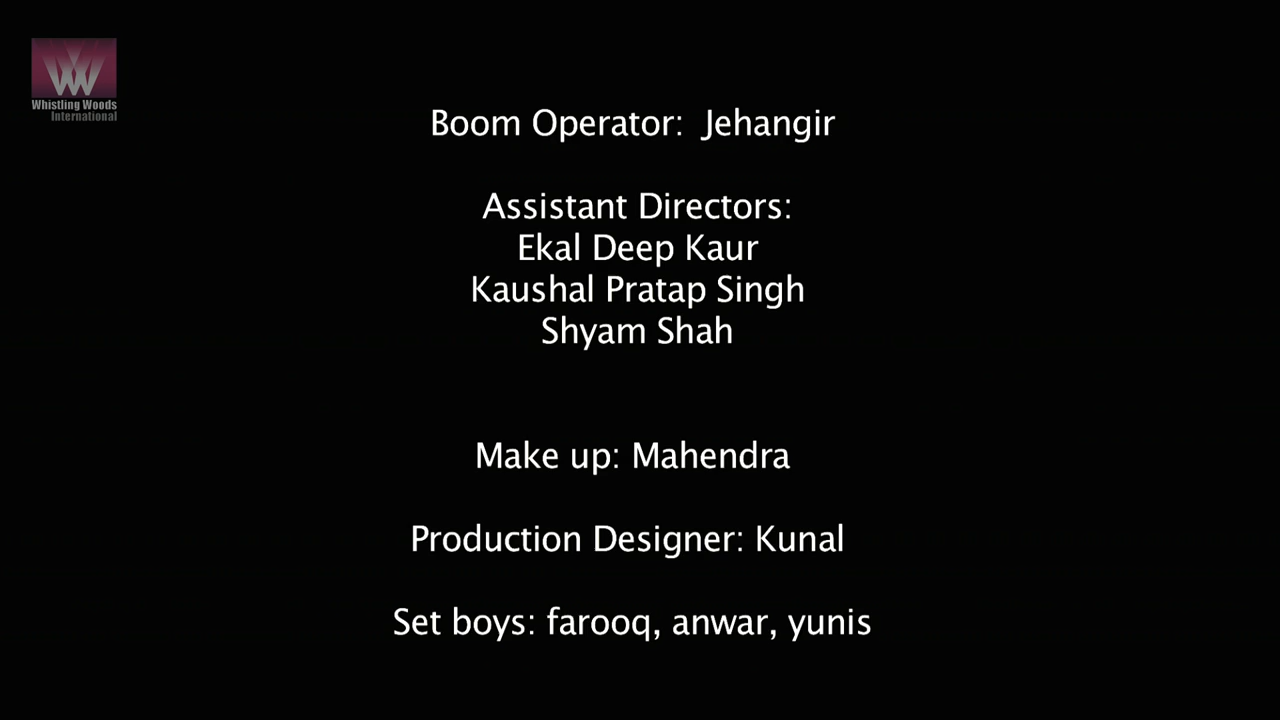 Whistling Woods
International
Boom Operator: Jehangir
Assistant Directors:
Ekal Deep Kaur
Kaushal Pratap Singh
Shyam Shah
Make up: Mahendra
Production Designer: Kunal
Set boys: farooq, anwar, yunis